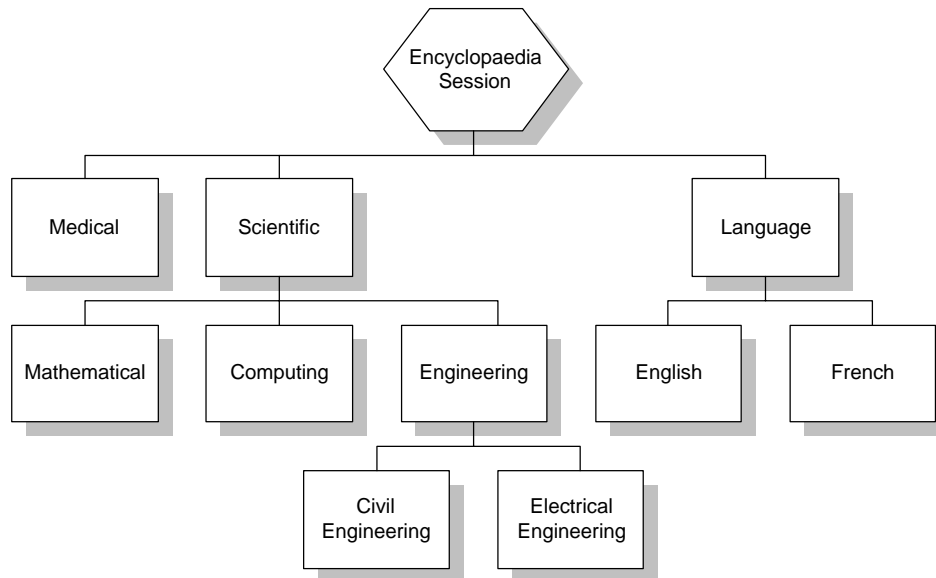 Encyclopaedia
Session
Medical
Scientific
Language
Mathematical
Computing
Engineering
English
French
Civil
Engineering
Electrical
Engineering